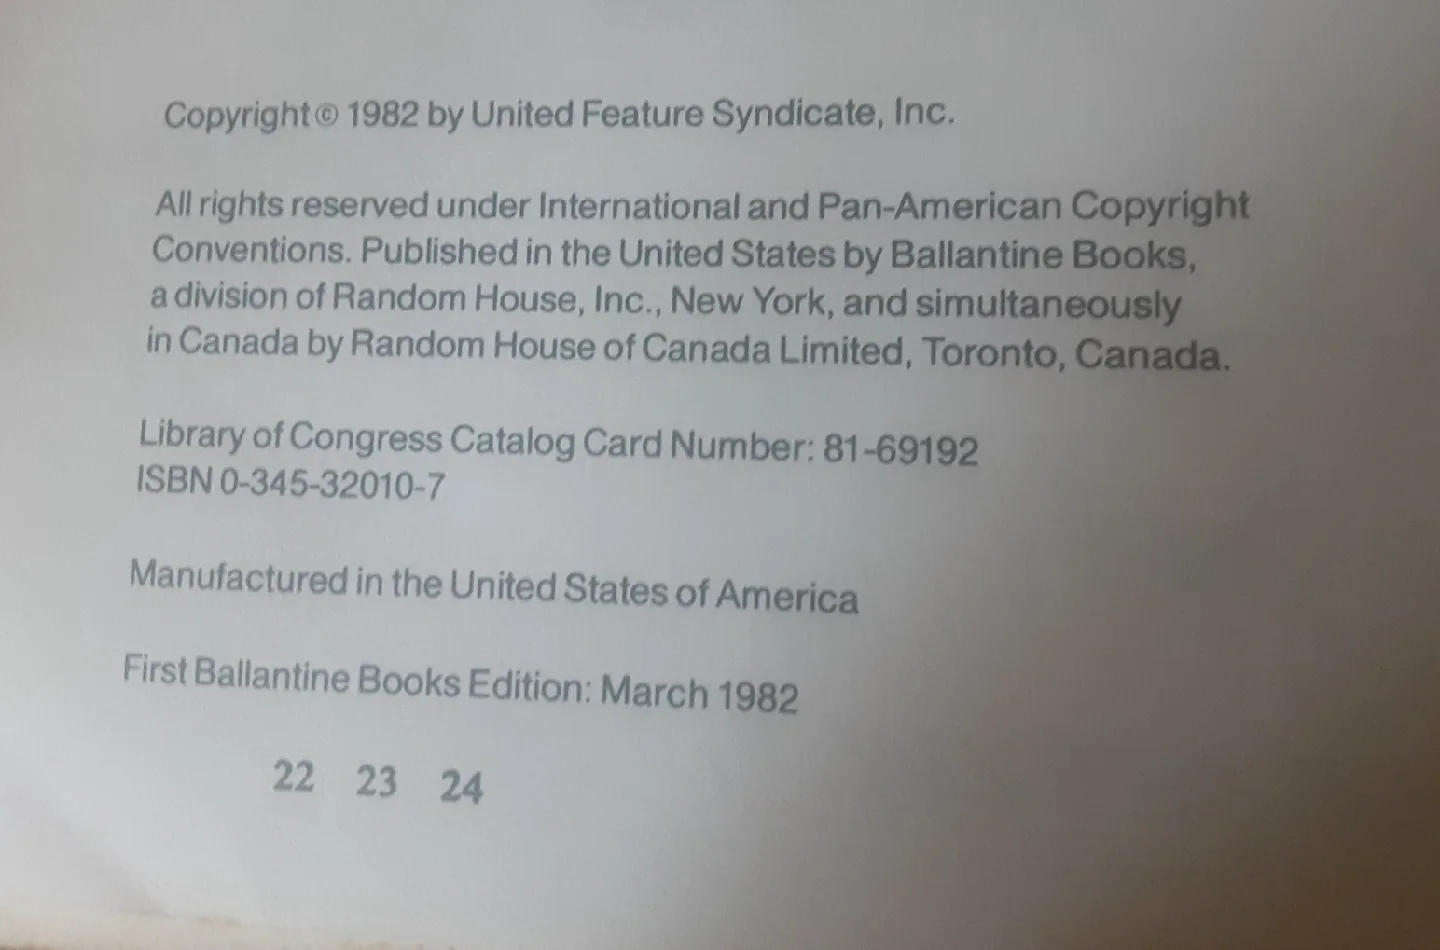 Copyright © 1982 by United Feature Syndicate, Inc.
All rights reserved under International and Pan-American Copyright
Conventions. Published in the United States by Ballantine Books,
a division of Random House, Inc., New York, and simultaneously
in Canada by Random House of Canada Limited, Toronto, Canada.
Library of Congress Catalog Card Number: 81-69192
ISBN 0-345-32010-7
Manufactured in the United States of America
First Ballantine Books Edition: March 1982
22 23 24